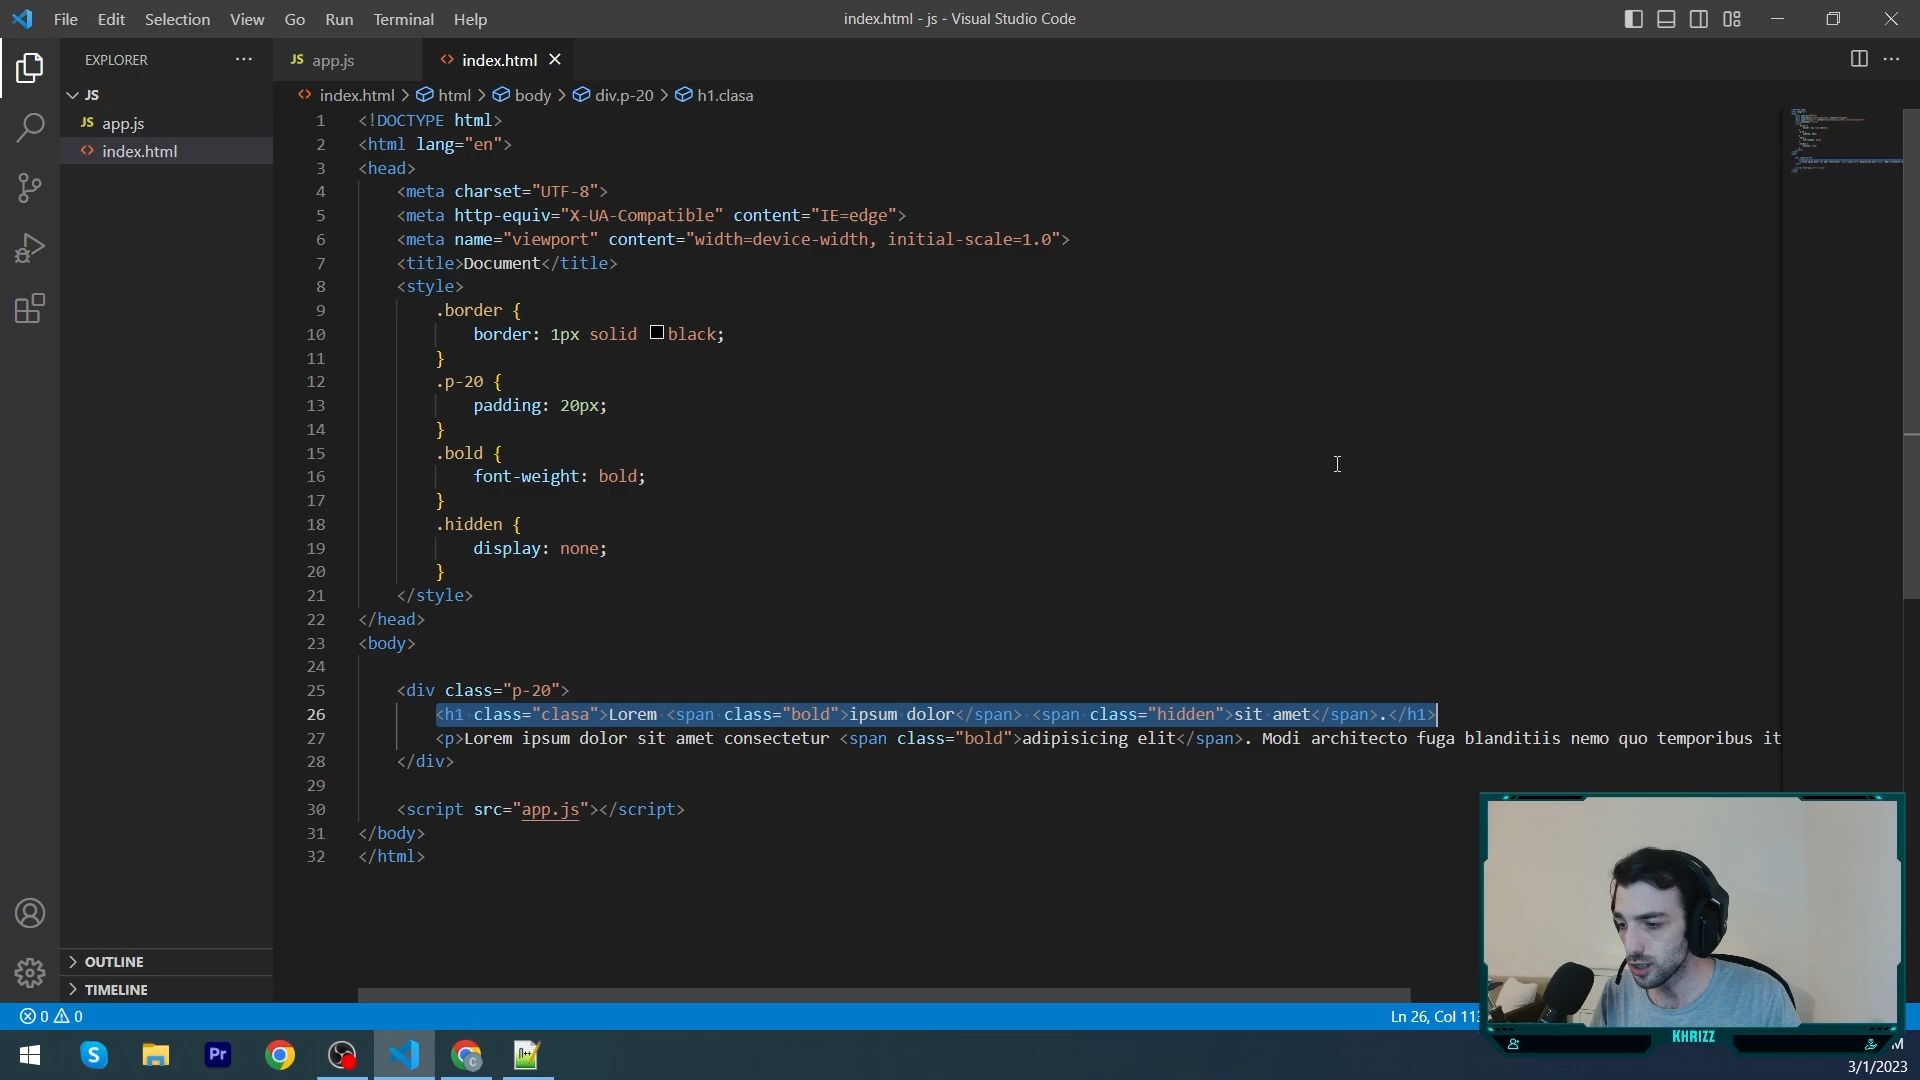 File Edit Selection View Go Run Terminal Help
index.html - js - Visual Studio Code
EXPLORER
JS
JS app.js
<> index.html
JS app.js
<> index.html
<> index.html > html > body > div.p-20 > h1.clasa
1 <!DOCTYPE html>
2 <html lang="en">
3 <head>
4 <meta charset="UTF-8">
5 <meta http-equiv="X-UA-Compatible" content="IE=edge">
6 <meta name="viewport" content="width=device-width, initial-scale=1.0">
7 <title>Document</title>
8 <style>
9 .border {
10 border: 1px solid black;
11 }
12 .p-20 {
13 padding: 20px;
14 }
15 .bold {
16 font-weight: bold;
17 }
18 .hidden {
19 display: none;
20 }
21 </style>
22 </head>
23 <body>
24
25 <div class="p-20">
26 <h1 class="clasa">Lorem <span class="bold">ipsum dolor</span> <span class="hidden">sit amet</span>.</h1>
27 <p>Lorem ipsum dolor sit amet consectetur <span class="bold">adipisicing elit</span>. Modi architecto fuga blanditiis nemo quo temporibus it
28 </div>
29
30 <script src="app.js"></script>
31 </body>
32 </html>
OUTLINE
TIMELINE
0 0
Ln 26, Col 113
KHRIZZ
Pr
M
3/1/2023